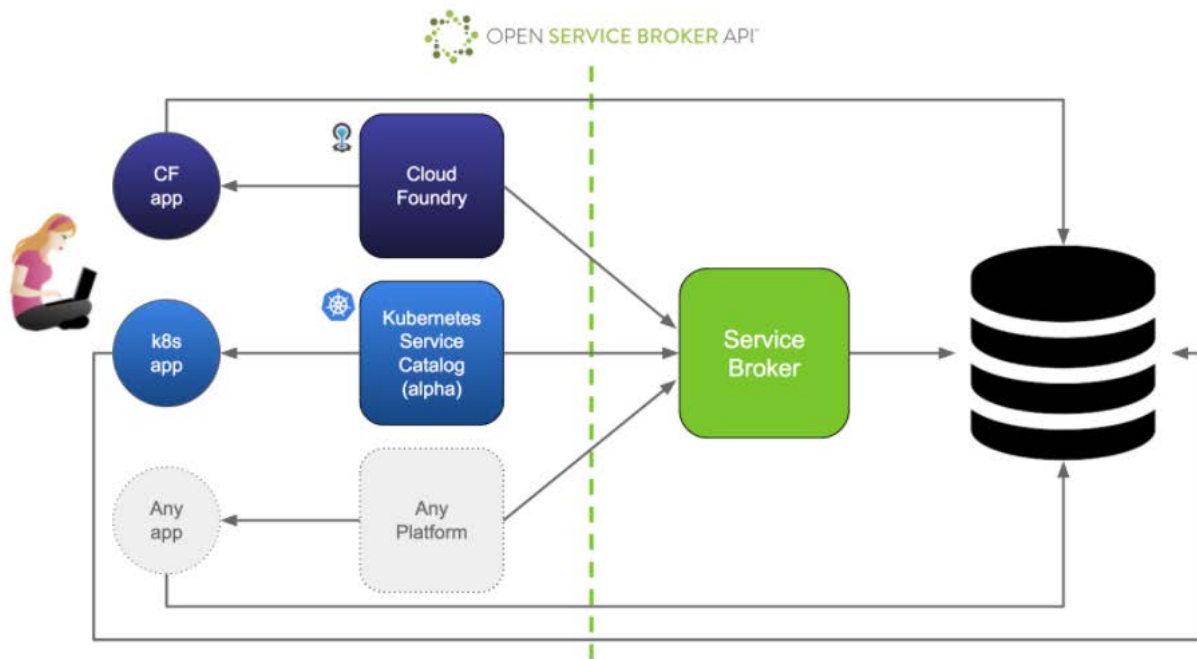 OPEN SERVICE BROKER API™
CF
app
Cloud
Foundry
k8s
app
Kubernetes
Service
Catalog
(alpha)
Service
Broker
Any
app
Any
Platform